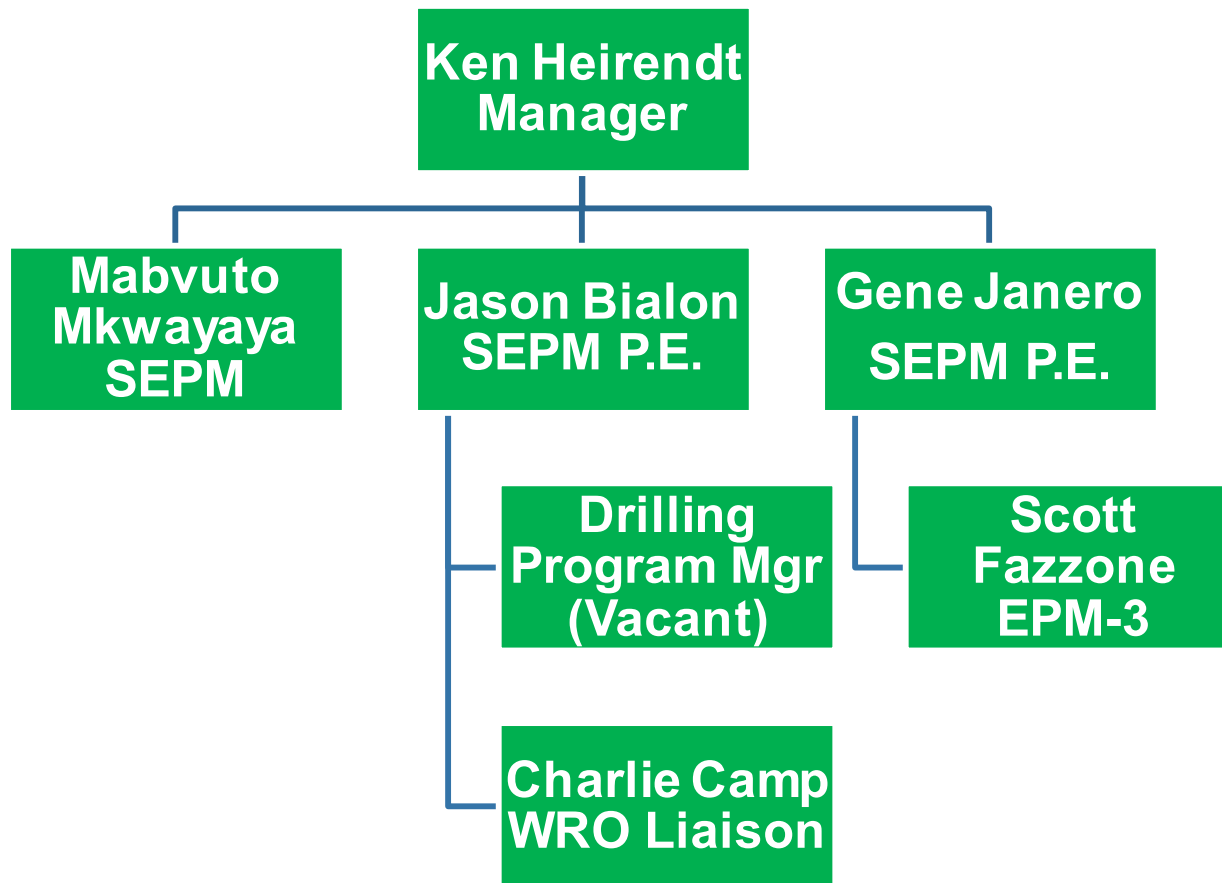 Ken Heirendt
Manager
Mabvuto
Mkwayaya
SEPM
Jason Bialon
SEPM P.E.
Gene Janero
SEPM P.E.
Drilling
Program Mgr
(Vacant)
Scott
Fazzone
EPM-3
Charlie Camp
WRO Liaison